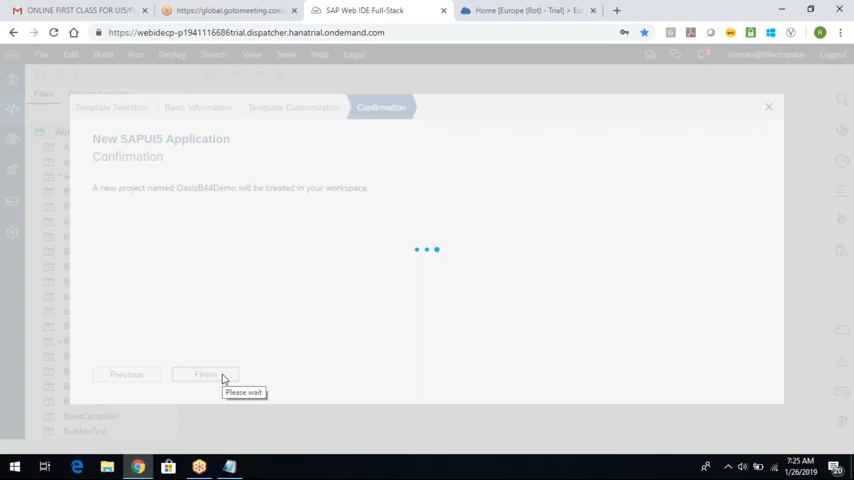 ONLINE FIRST CLASS FOR UI5/FI
https://global.gotomeeting.com/
SAP Web IDE Full-Stack
Home [Europe (Rot) - Trial] > Eu
https://webidecp-p1941116686trial.dispatcher.hanatrial.ondemand.com
File Edit Build Run Deploy Search View Tools Help
Logout
Files
Template Selection
Basic Information
Template Customization
Confirmation
New SAPUI5 Application
Confirmation
A new project named OasisB44Demo will be created in your workspace.
Previous
Finish
Please wait
BootCampTest
BubbleText
7:25 AM
1/26/2019
20